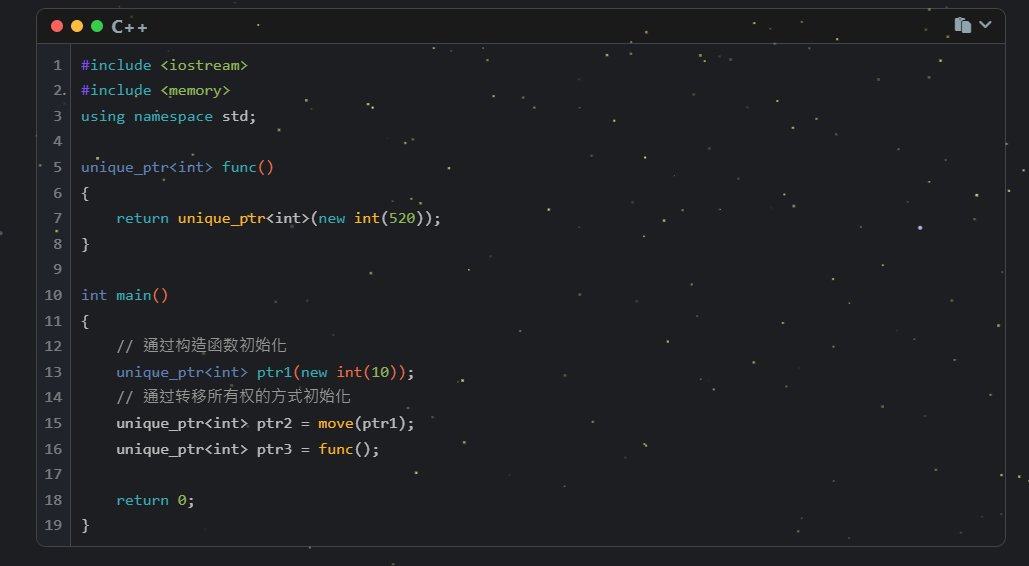 C++
1 #include <iostream>
2 #include <memory>
3 using namespace std;
4
5 unique_ptr<int> func()
6 {
7     return unique_ptr<int>(new int(520));
8 }
9
10 int main()
11 {
12     // 通过构造函数初始化
13     unique_ptr<int> ptr1(new int(10));
14     // 通过转移所有权的方式初始化
15     unique_ptr<int> ptr2 = move(ptr1);
16     unique_ptr<int> ptr3 = func();
17
18     return 0;
19 }